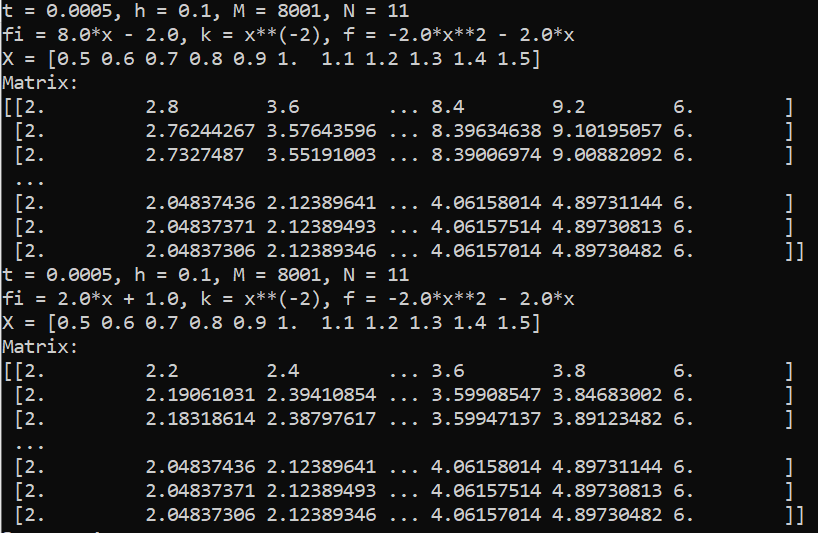 t = 0.0005, h = 0.1, M = 8001, N = 11
fi = 8.0*x - 2.0, k = x**(-2), f = -2.0*x**2 - 2.0*x
X = [0.5 0.6 0.7 0.8 0.9 1.  1.1 1.2 1.3 1.4 1.5]
Matrix:
[[2.         2.8        3.6        ... 8.4        9.2        6.        ]
 [2.         2.76244267 3.57643596 ... 8.39634638 9.10195057 6.        ]
 [2.         2.7327487  3.55191003 ... 8.39006974 9.00882092 6.        ]
 ...
 [2.         2.04837436 2.12389641 ... 4.06158014 4.89731144 6.        ]
 [2.         2.04837371 2.12389493 ... 4.06157514 4.89730813 6.        ]
 [2.         2.04837306 2.12389346 ... 4.06157014 4.89730482 6.        ]]
t = 0.0005, h = 0.1, M = 8001, N = 11
fi = 2.0*x + 1.0, k = x**(-2), f = -2.0*x**2 - 2.0*x
X = [0.5 0.6 0.7 0.8 0.9 1.  1.1 1.2 1.3 1.4 1.5]
Matrix:
[[2.         2.2        2.4        ... 3.6        3.8        6.        ]
 [2.         2.19061031 2.39410854 ... 3.59908547 3.84683002 6.        ]
 [2.         2.18318614 2.38797617 ... 3.59947137 3.89123482 6.        ]
 ...
 [2.         2.04837436 2.12389641 ... 4.06158014 4.89731144 6.        ]
 [2.         2.04837371 2.12389493 ... 4.06157514 4.89730813 6.        ]
 [2.         2.04837306 2.12389346 ... 4.06157014 4.89730482 6.        ]]